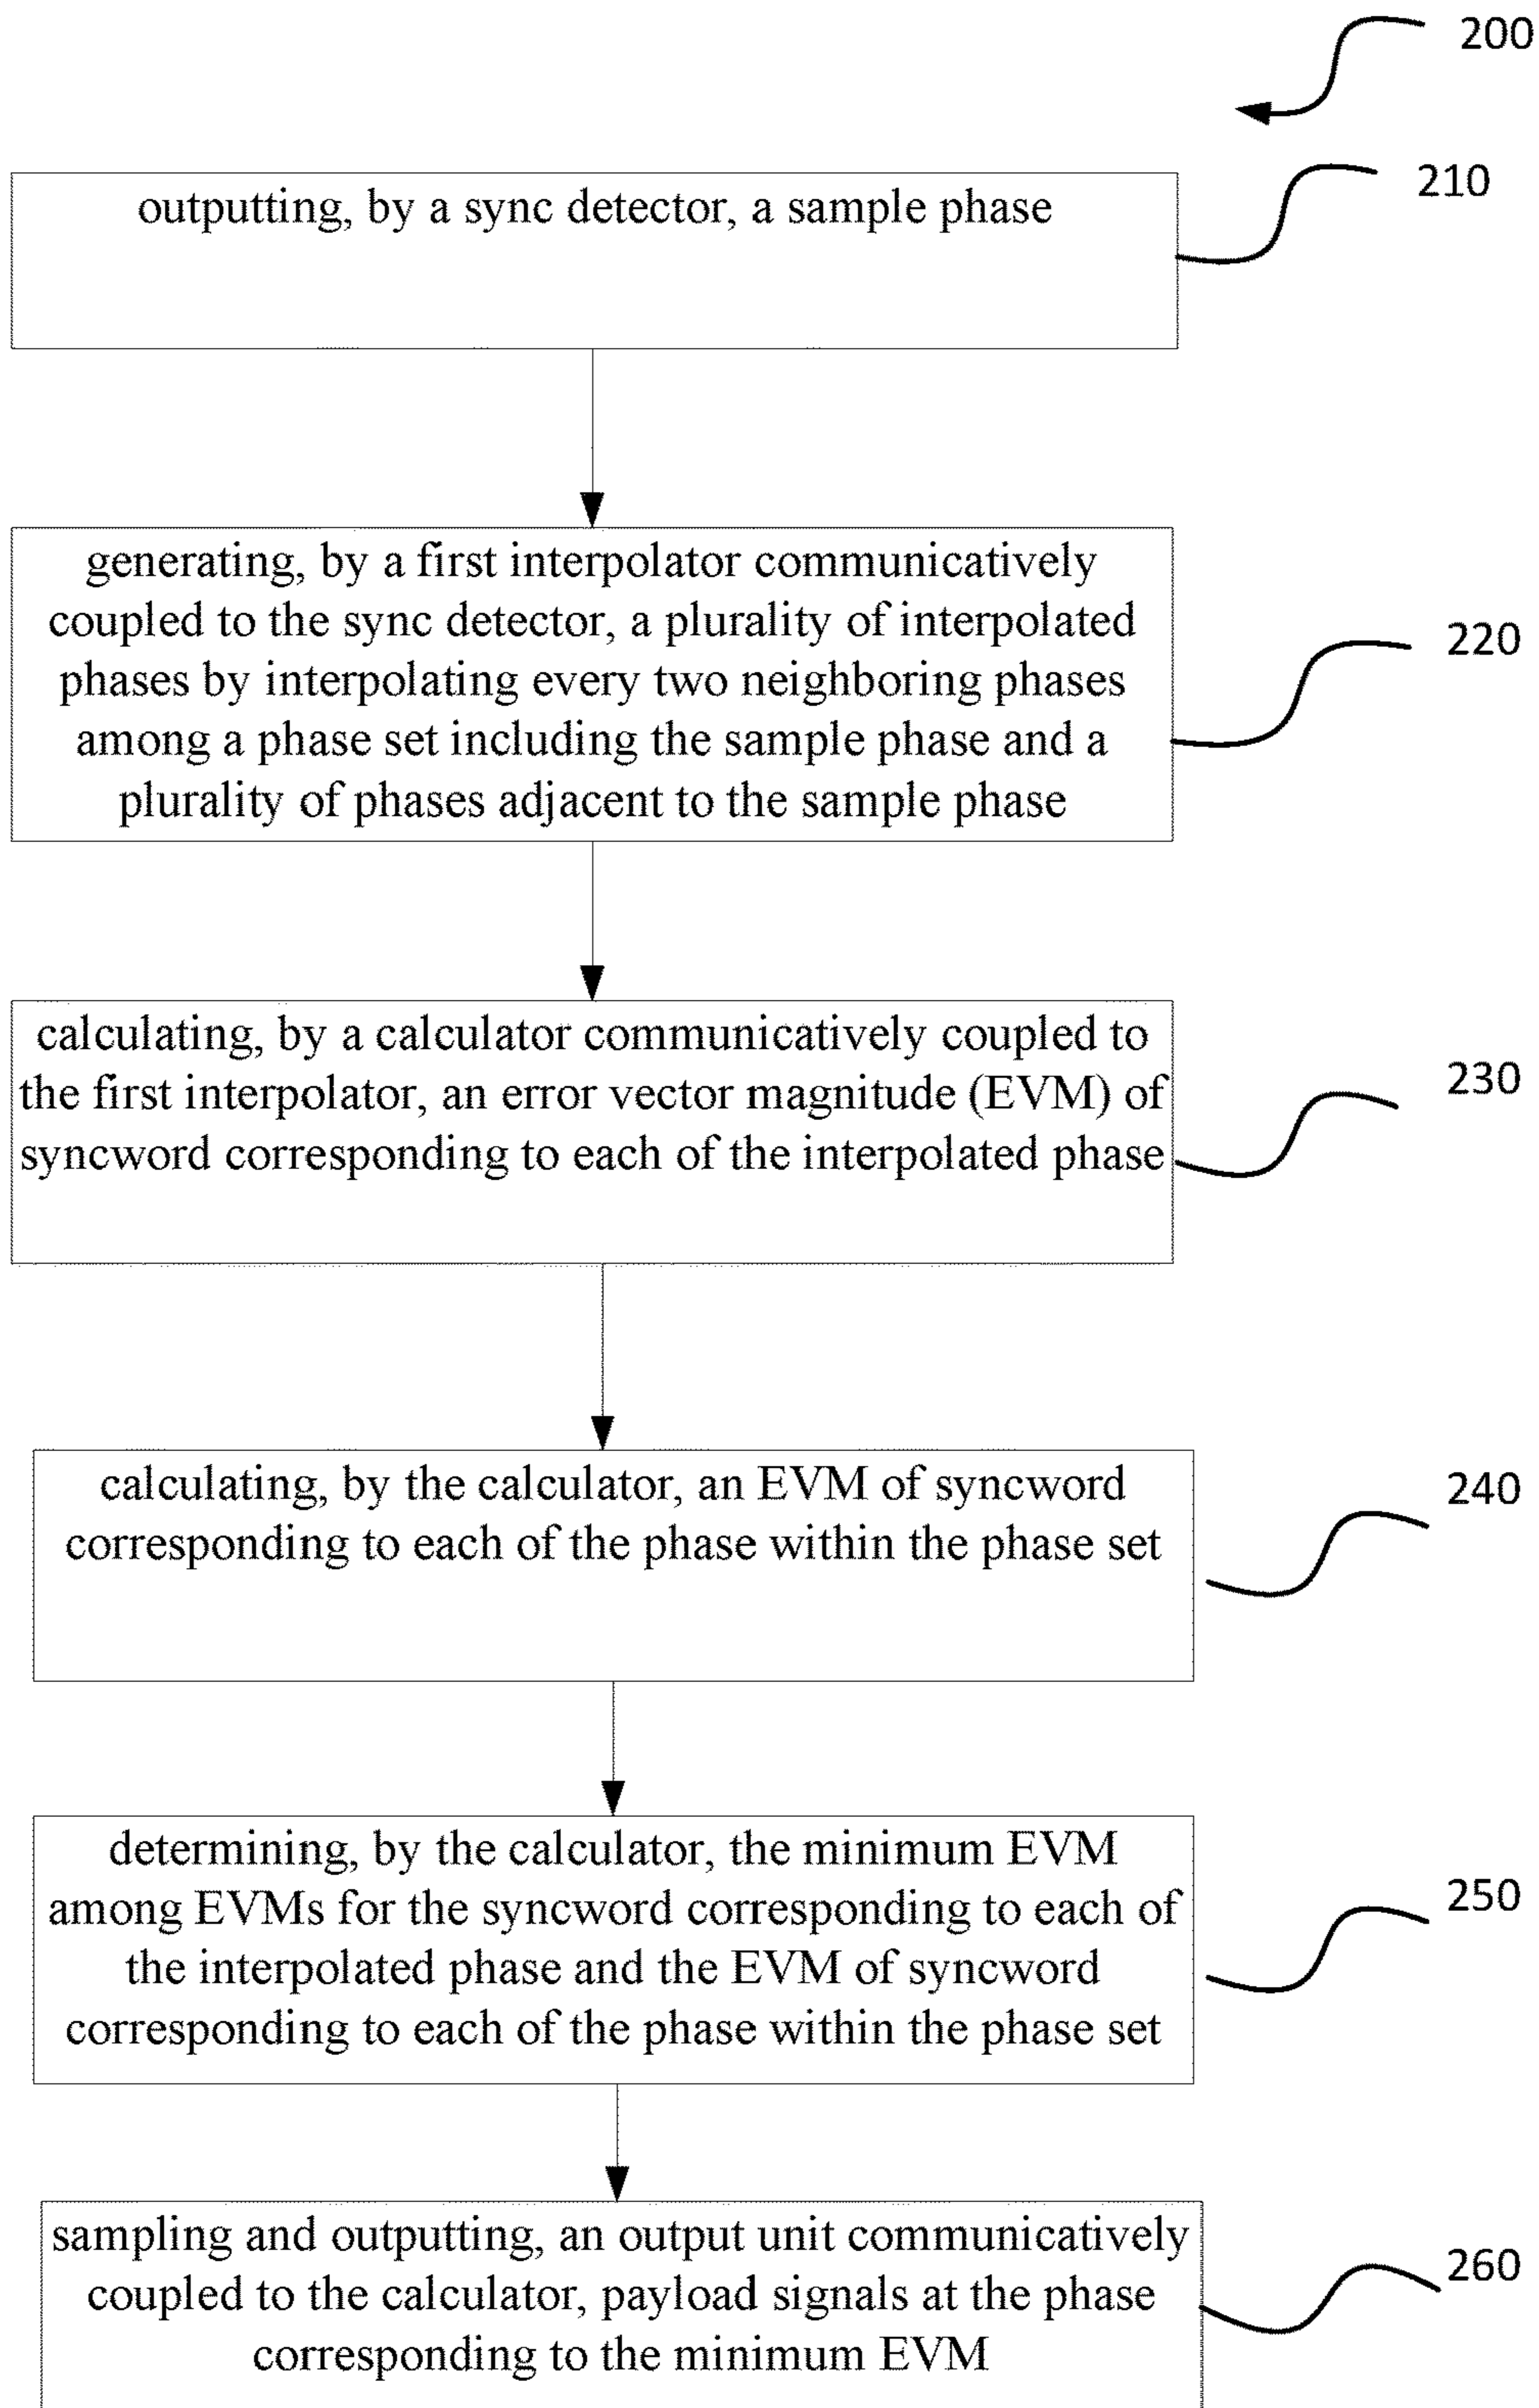 200
210
outputting, by a sync detector, a sample phase
generating, by a first interpolator communicatively
coupled to the sync detector, a plurality of interpolated
phases by interpolating every two neighboring phases
among a phase set including the sample phase and a
plurality of phases adjacent to the sample phase
220
calculating, by a calculator communicatively coupled to
the first interpolator, an error vector magnitude (EVM) of
syncword corresponding to each of the interpolated phase
230
calculating, by the calculator, an EVM of syncword
corresponding to each of the phase within the phase set
240
determining, by the calculator, the minimum EVM
among EVMs for the syncword corresponding to each of
the interpolated phase and the EVM of syncword
corresponding to each of the phase within the phase set
250
sampling and outputting, an output unit communicatively
coupled to the calculator, payload signals at the phase
corresponding to the minimum EVM
260